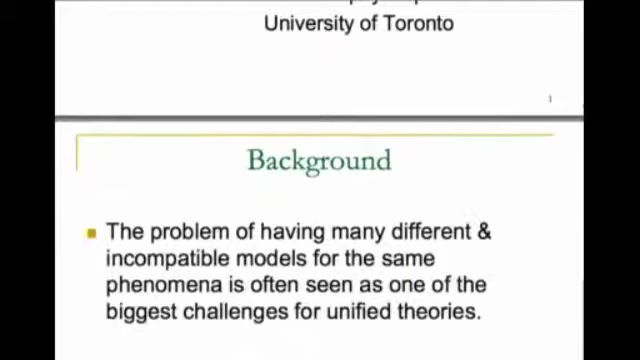 University of Toronto
1
Background
The problem of having many different &
incompatible models for the same
phenomena is often seen as one of the
biggest challenges for unified theories.